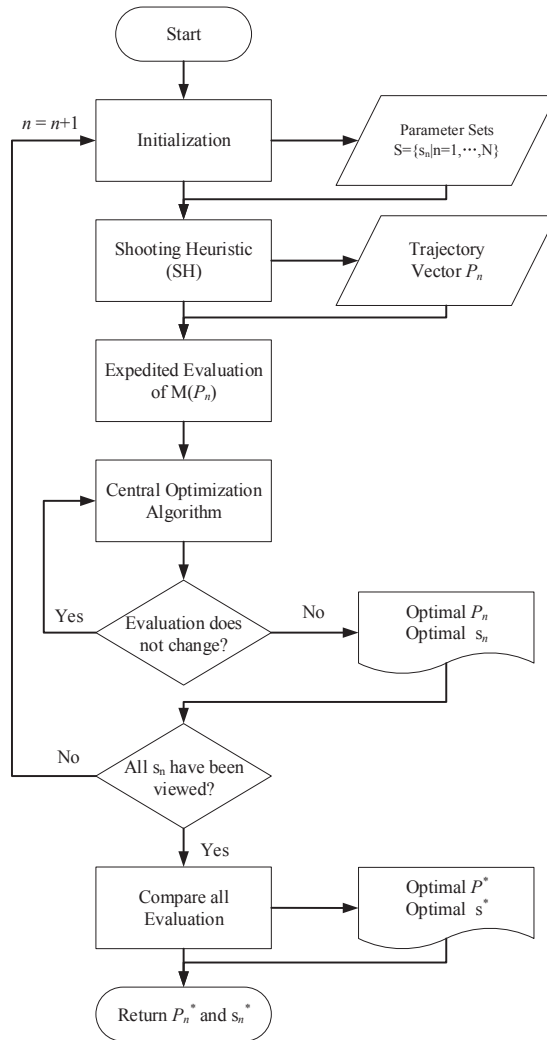 Start
n = n+1
Initialization
Parameter Sets
S={sₙ|n=1,⋯,N}
Shooting Heuristic
(SH)
Trajectory
Vector Pₙ
Expedited Evaluation
of M(Pₙ)
Central Optimization
Algorithm
Yes
Evaluation does
not change?
No
Optimal Pₙ
Optimal sₙ
No
All sₙ have been
viewed?
Yes
Compare all
Evaluation
Optimal P*
Optimal s*
Return Pₙ* and sₙ*